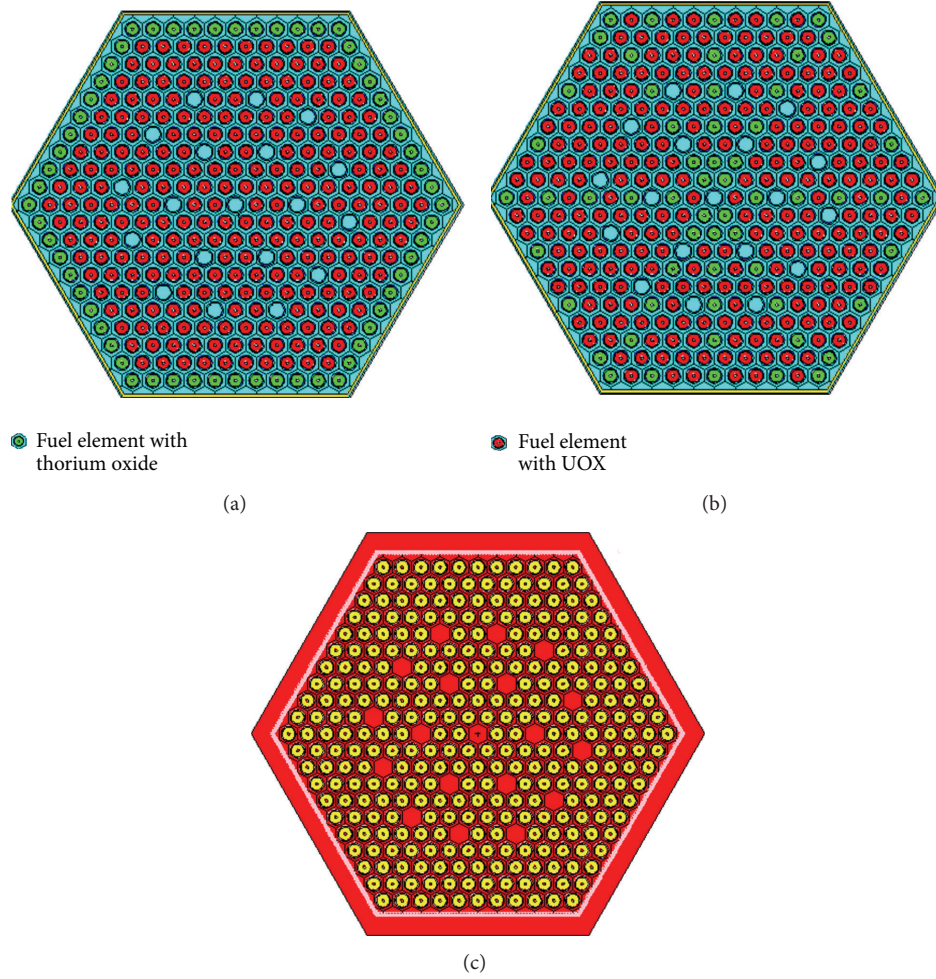 Fuel element with
thorium oxide
Fuel element
with UOX
(a)
(b)
(c)